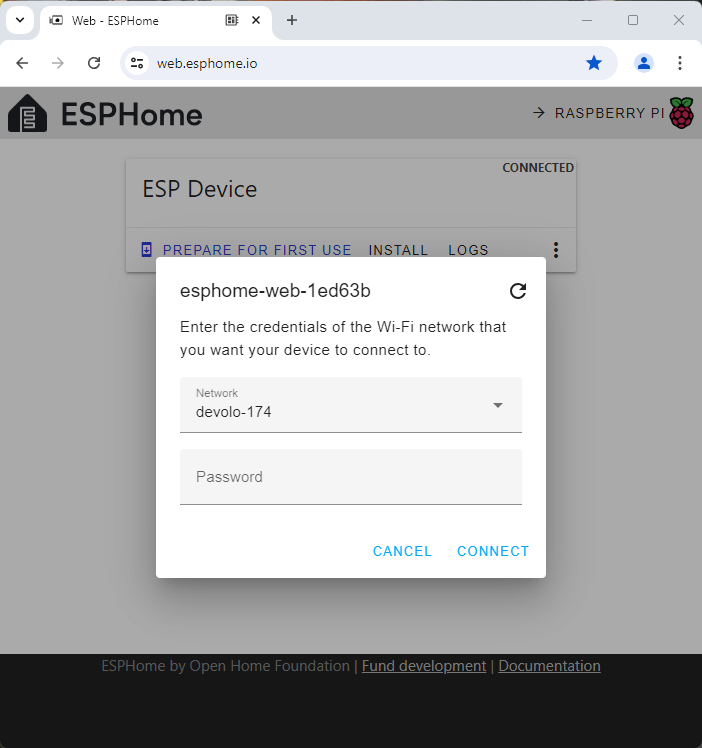 Web - ESPHome
web.esphome.io
ESPHome
RASPBERRY PI
CONNECTED
ESP Device
PREPARE FOR FIRST USE INSTALL LOGS
esphome-web-1ed63b
Enter the credentials of the Wi-Fi network that
you want your device to connect to.
Network
devolo-174
Password
CANCEL CONNECT
ESPHome by Open Home Foundation | Fund development | Documentation